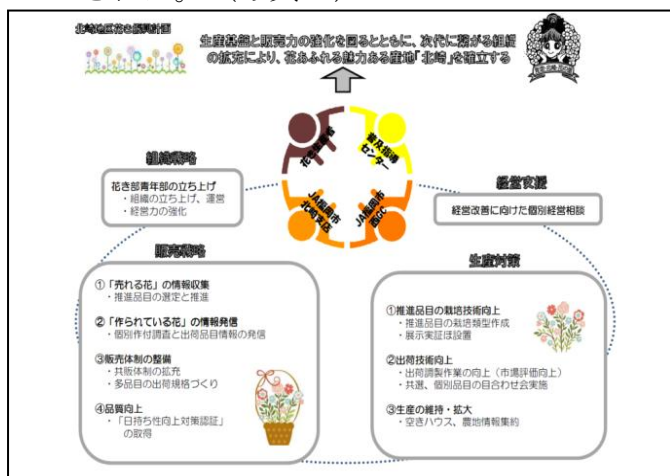 北崎地区花き振興計画
生産基盤と販売力の強化を図るとともに、次代に繋がる組織
の拡充により、花あふれる魅力ある産地「北崎」を確立する
花き生産者
普及指導
センター
JA福岡市
北崎支店
JA福岡市
西GC
組織戦略
花き部青年部の立ち上げ
・組織の立ち上げ、運営
・経営力の強化
経営支援
経営改善に向けた個別経営相談
販売戦略
①「売れる花」の情報収集
・推進品目の選定と推進
②「作られている花」の情報発信
・個別作付調査と出荷品目情報の発信
③販売体制の整備
・共販体制の拡充
・多品目の出荷規格づくり
④品質向上
・「日持ち性向上対策認証」
の取得
生産対策
①推進品目の栽培技術向上
・推進品目の栽培類型作成
・展示実証ほ設置
②出荷技術向上
・出荷調製作業の向上（市場評価向上）
・共選、個別品目の目合わせ会実施
③生産の維持・拡大
・空きハウス、農地情報集約